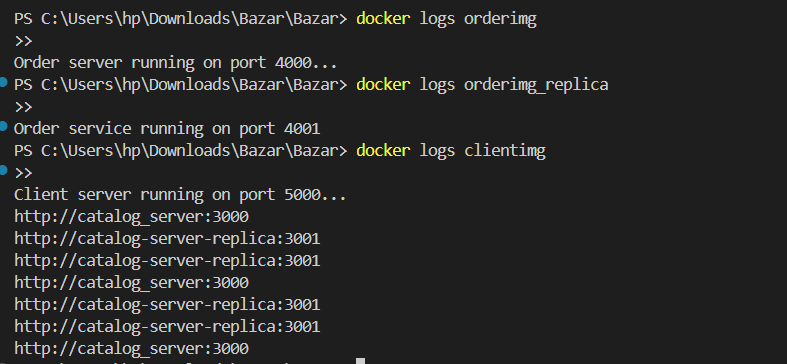 PS C:\Users\hp\Downloads\Bazar\Bazar> docker logs orderimg
>>
Order server running on port 4000...
PS C:\Users\hp\Downloads\Bazar\Bazar> docker logs orderimg_replica
>>
Order service running on port 4001
PS C:\Users\hp\Downloads\Bazar\Bazar> docker logs clientimg
>>
Client server running on port 5000...
http://catalog_server:3000
http://catalog-server-replica:3001
http://catalog-server-replica:3001
http://catalog_server:3000
http://catalog-server-replica:3001
http://catalog-server-replica:3001
http://catalog_server:3000